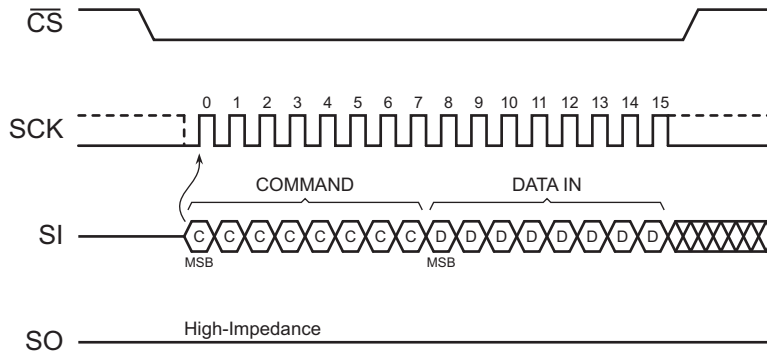 CS
0 1 2 3 4 5 6 7 8 9 10 11 12 13 14 15
SCK
COMMAND DATA IN
SI C C C C C C C C D D D D D D D D
MSB MSB
High-Impedance
SO